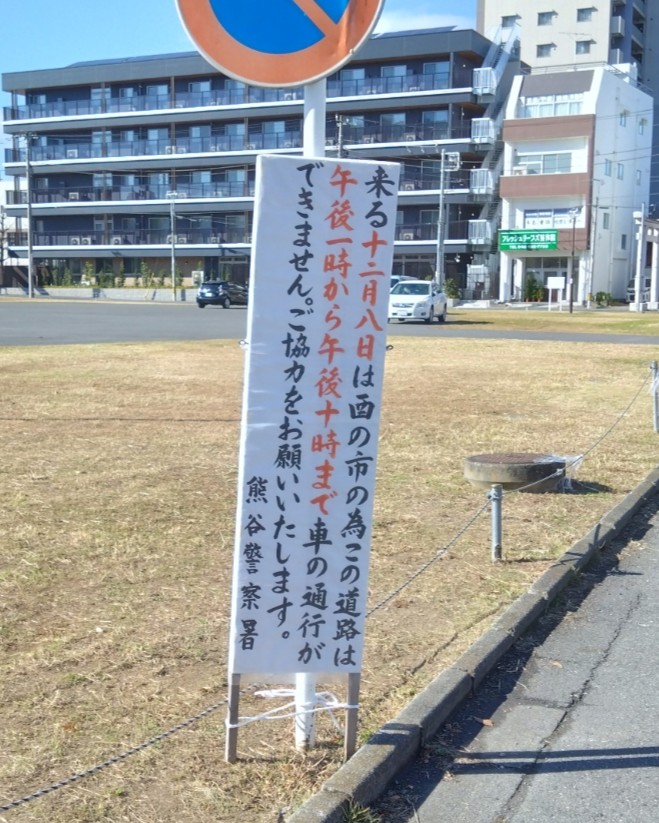 来る十二月八日は酉の市の為この道路は
午後一時から午後十時まで車の通行が
できません。ご協力をお願いいたします。
熊谷警察署